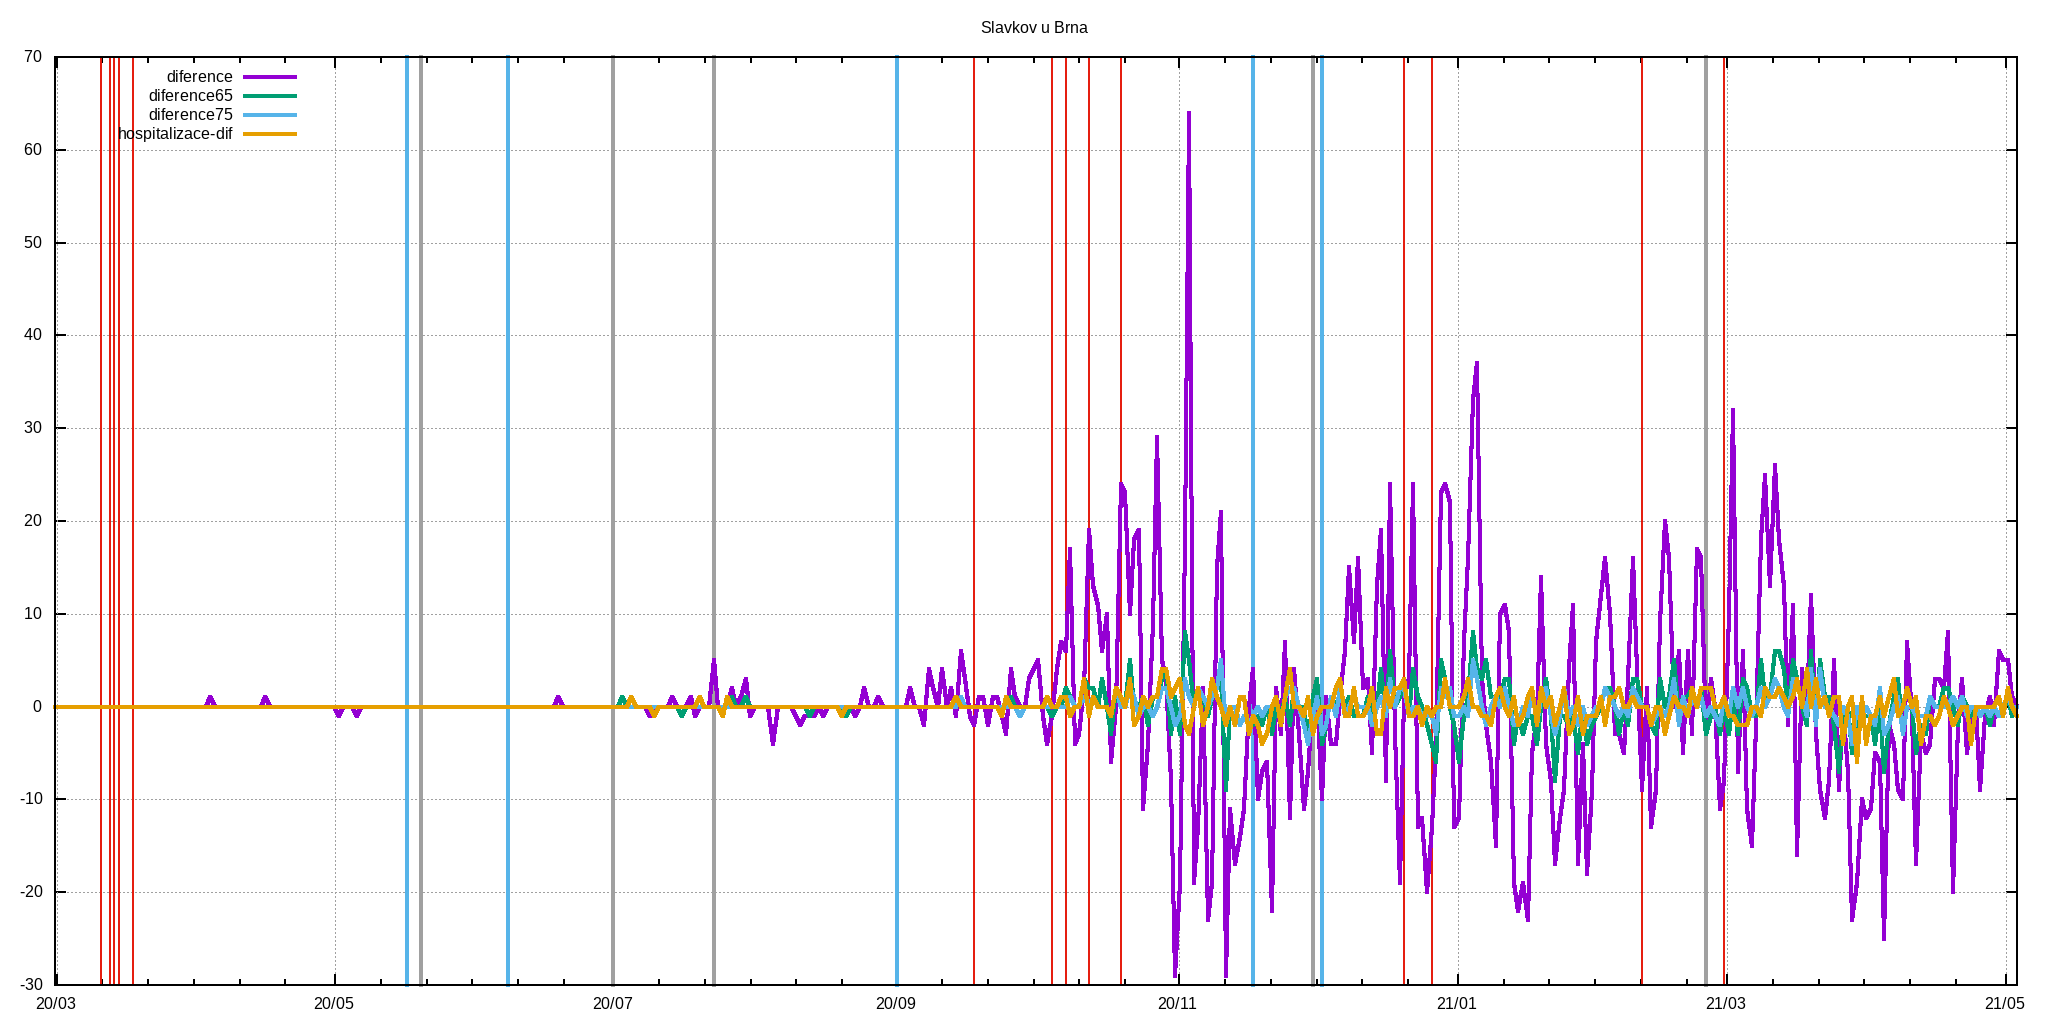 Slavkov u Brna
70
60
50
40
30
20
10
0
-10
-20
-30
diference
diference65
diference75
hospitalizace-dif
20/03 20/05 20/07 20/09 20/11 21/01 21/03 21/05